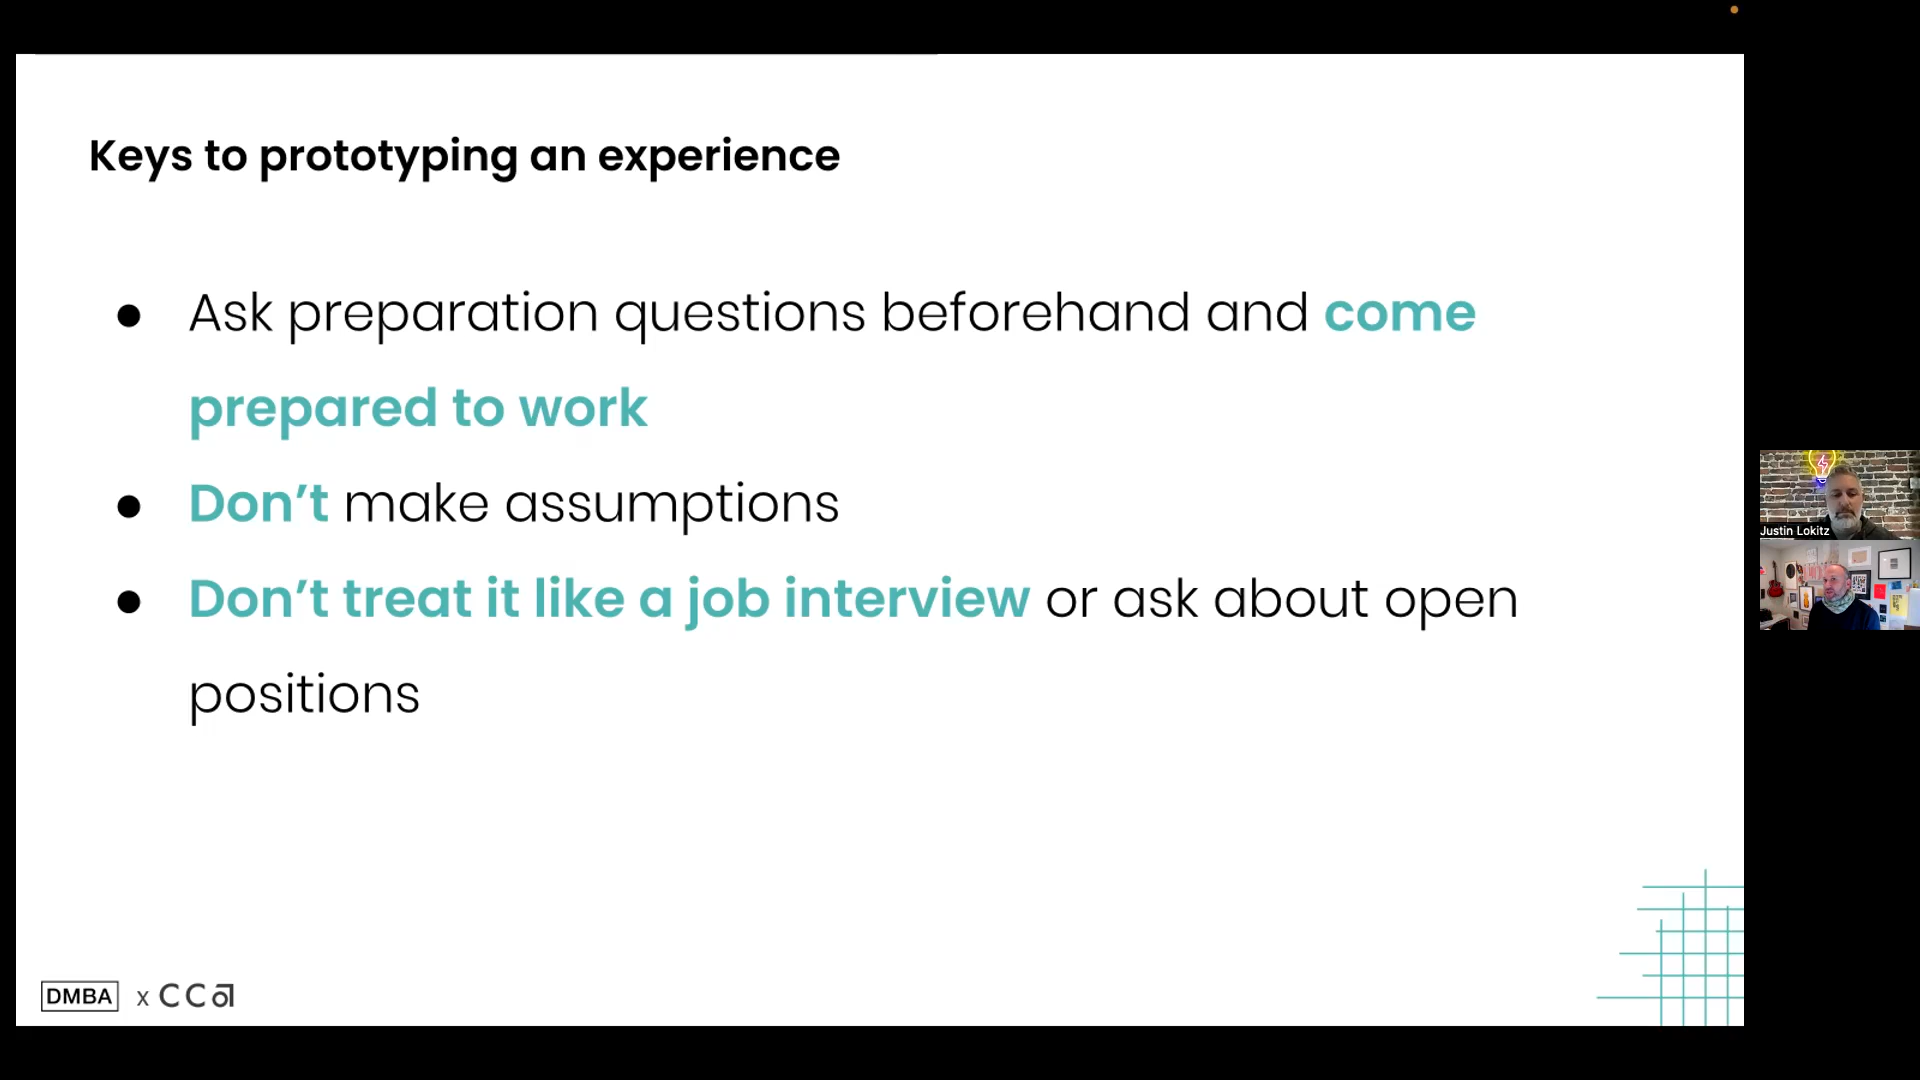 Keys to prototyping an experience
● Ask preparation questions beforehand and come
prepared to work
● Don’t make assumptions
● Don’t treat it like a job interview or ask about open
positions
Justin Lokitz
DMBA x CCA